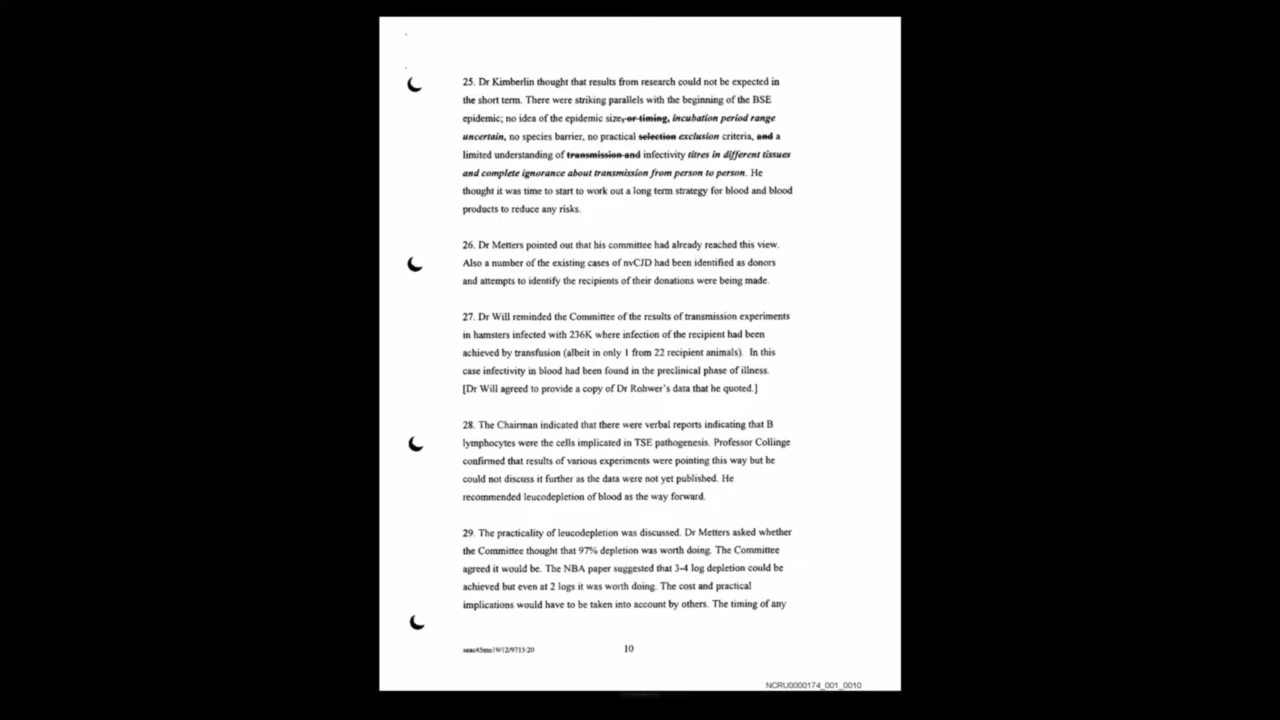 25. Dr Kimberlin thought that results from research could not be expected in
the short term. There were striking parallels with the beginning of the BSE
epidemic; no idea of the epidemic size, or timing, incubation period range
uncertain, no species barrier, no practical selection exclusion criteria, and a
limited understanding of transmission and infectivity titres in different tissues
and complete ignorance about transmission from person to person. He
thought it was time to start to work out a long term strategy for blood and blood
products to reduce any risks.
26. Dr Metters pointed out that his committee had already reached this view.
Also a number of the existing cases of nvCJD had been identified as donors
and attempts to identify the recipients of their donations were being made.
27. Dr Will reminded the Committee of the results of transmission experiments
in hamsters infected with 236K where infection of the recipient had been
achieved by transfusion (albeit in only 1 from 22 recipient animals). In this
case infectivity in blood had been found in the preclinical phase of illness.
[Dr Will agreed to provide a copy of Dr Rohwer's data that he quoted.]
28. The Chairman indicated that there were verbal reports indicating that B
lymphocytes were the cells implicated in TSE pathogenesis. Professor Collinge
confirmed that results of various experiments were pointing this way but he
could not discuss it further as the data were not yet published. He
recommended leucodepletion of blood as the way forward.
29. The practicality of leucodepletion was discussed. Dr Metters asked whether
the Committee thought that 97% depletion was worth doing. The Committee
agreed it would be. The NBA paper suggested that 3-4 log depletion could be
achieved but even at 2 logs it was worth doing. The cost and practical
implications would have to be taken into account by others. The timing of any
10
NCRU0000174_001_0010